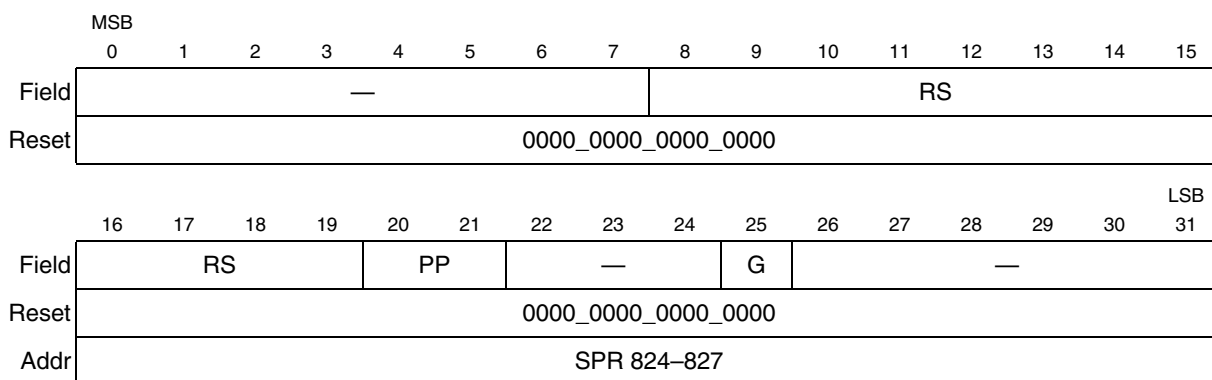 MSB
0 1 2 3 4 5 6 7 8 9 10 11 12 13 14 15
Field — RS
Reset 0000_0000_0000_0000
LSB
16 17 18 19 20 21 22 23 24 25 26 27 28 29 30 31
Field RS PP — G —
Reset 0000_0000_0000_0000
Addr SPR 824–827